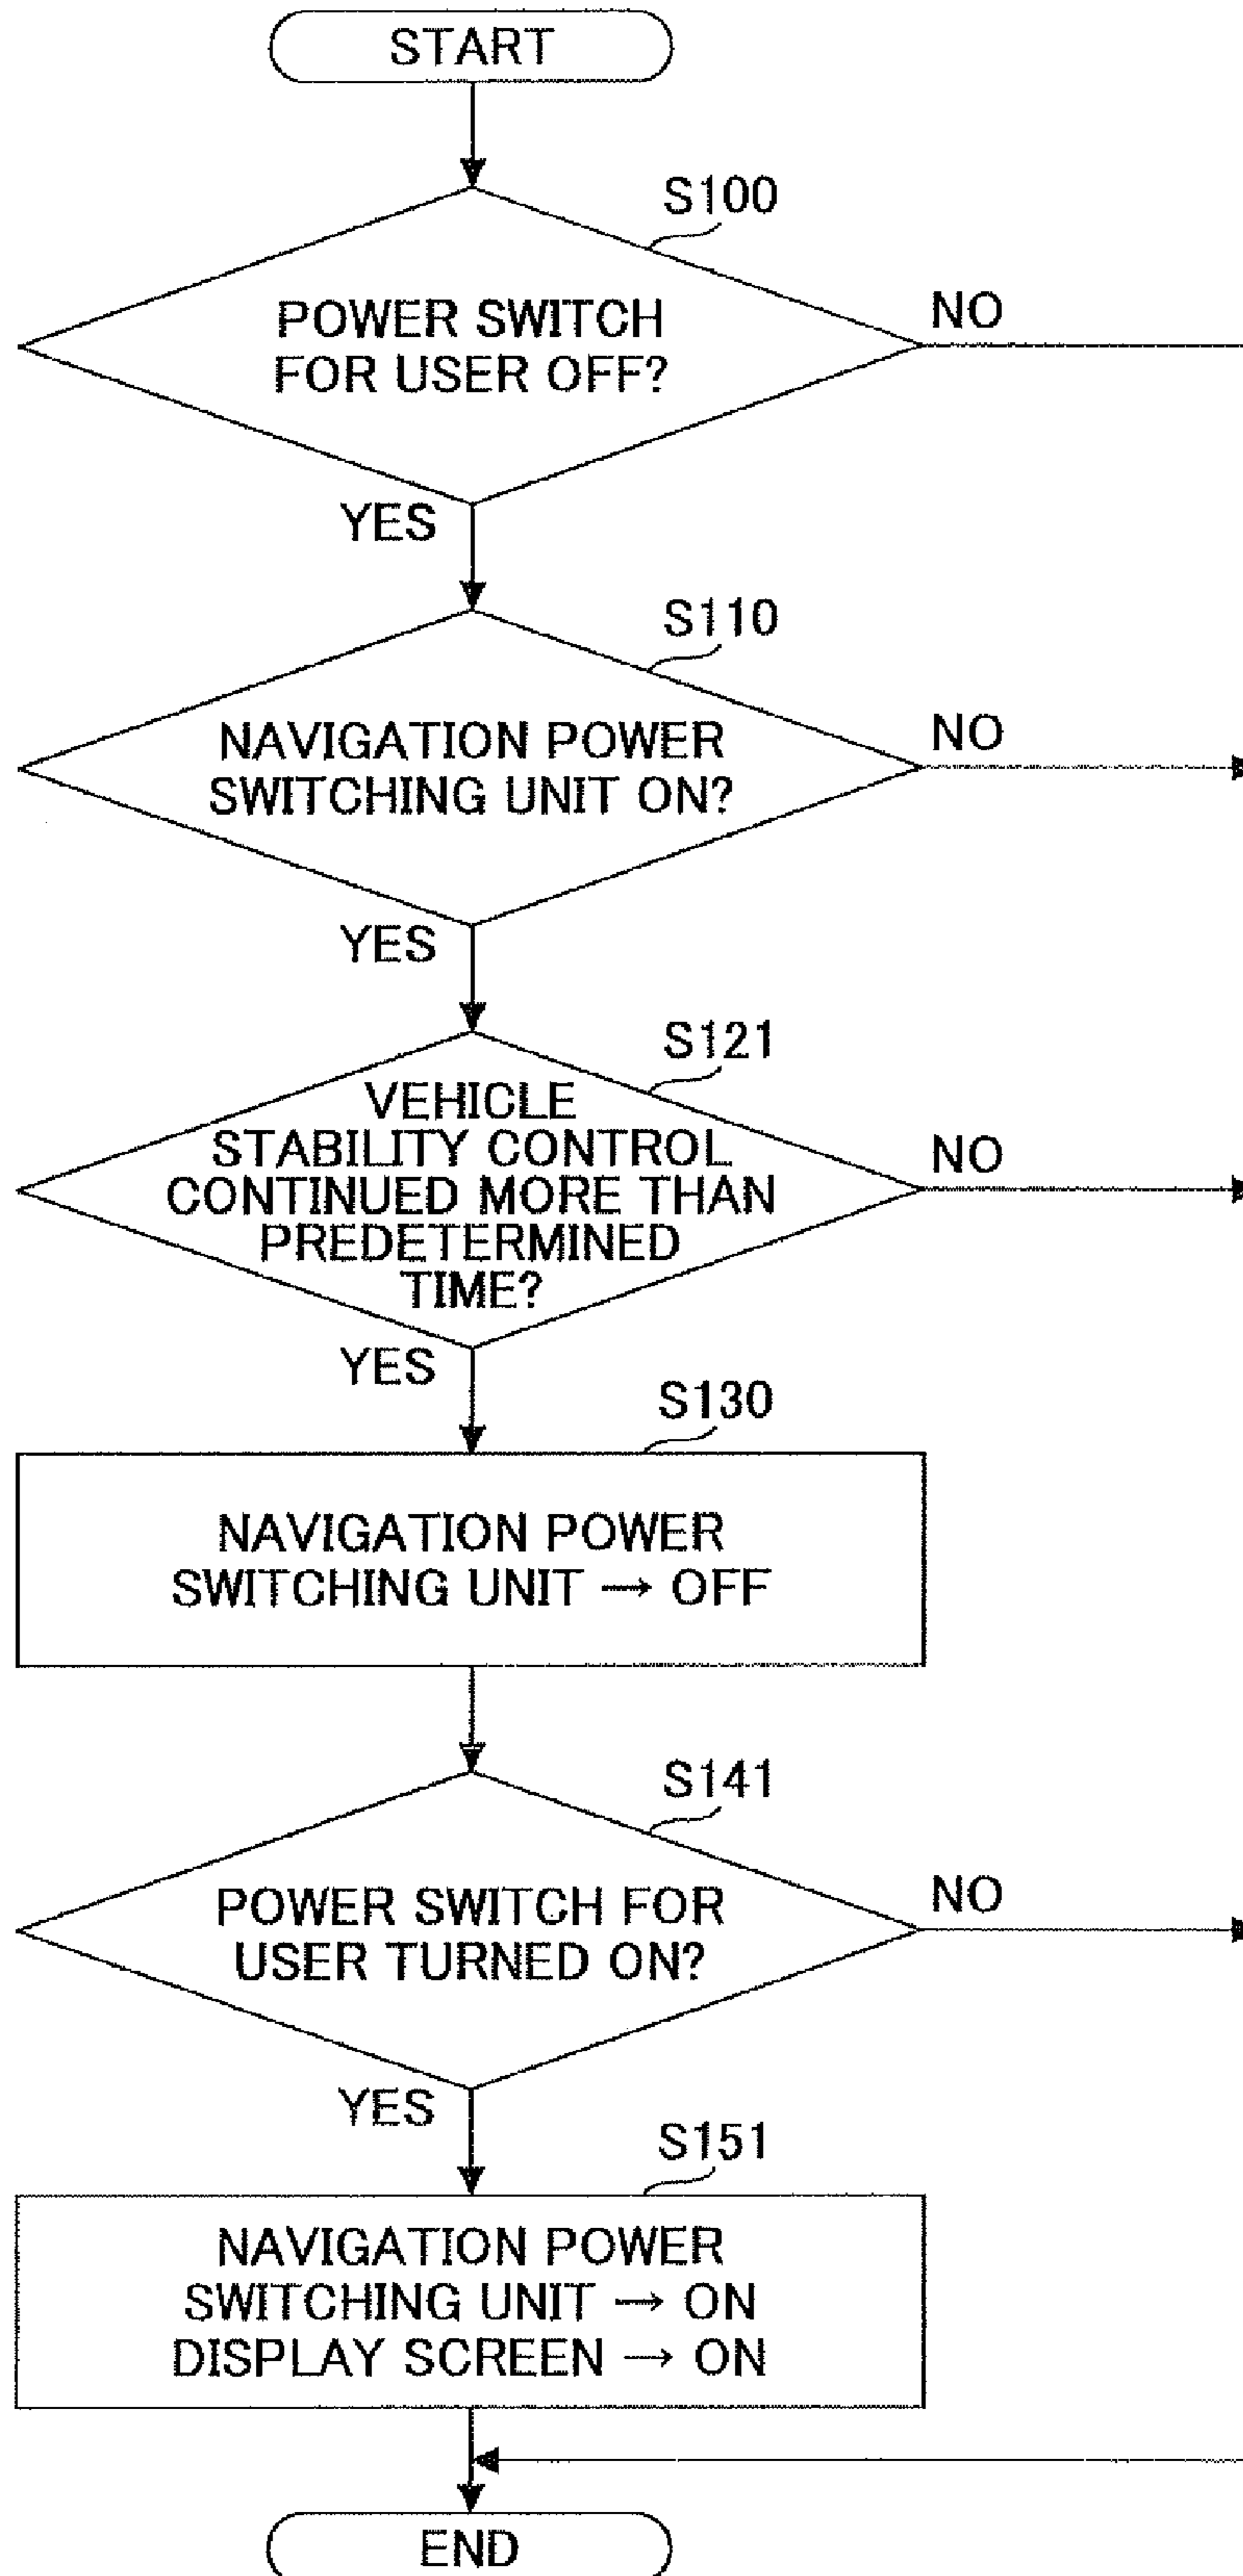 START
S100
POWER SWITCH
FOR USER OFF?
NO
YES
S110
NAVIGATION POWER
SWITCHING UNIT ON?
NO
YES
S121
VEHICLE
STABILITY CONTROL
CONTINUED MORE THAN
PREDETERMINED
TIME?
NO
YES
S130
NAVIGATION POWER
SWITCHING UNIT → OFF
S141
POWER SWITCH FOR
USER TURNED ON?
NO
YES
S151
NAVIGATION POWER
SWITCHING UNIT → ON
DISPLAY SCREEN → ON
END